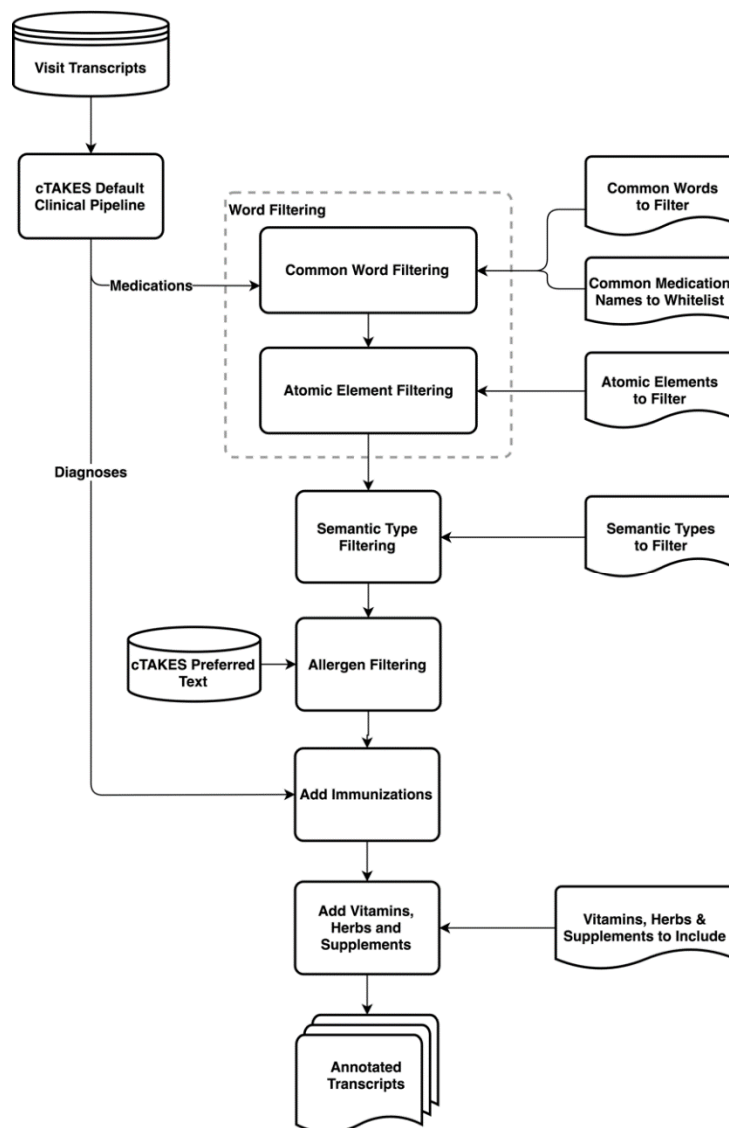 Visit Transcripts
cTAKES Default
Clinical Pipeline
Word Filtering
Common Words
to Filter
Common Word Filtering
Medications
Common Medication
Names to Whitelist
Atomic Element Filtering
Atomic Elements
to Filter
Diagnoses
Semantic Type
Filtering
Semantic Types
to Filter
cTAKES Preferred
Text
Allergen Filtering
Add Immunizations
Add Vitamins,
Herbs and
Supplements
Vitamins, Herbs &
Supplements to Include
Annotated
Transcripts